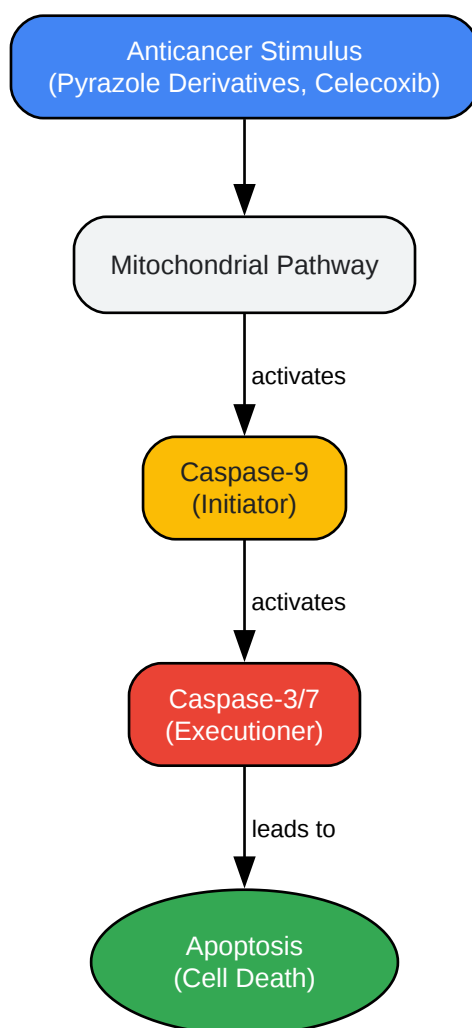 Anticancer Stimulus
(Pyrazole Derivatives, Celecoxib)
Mitochondrial Pathway
activates
Caspase-9
(Initiator)
activates
Caspase-3/7
(Executioner)
leads to
Apoptosis
(Cell Death)